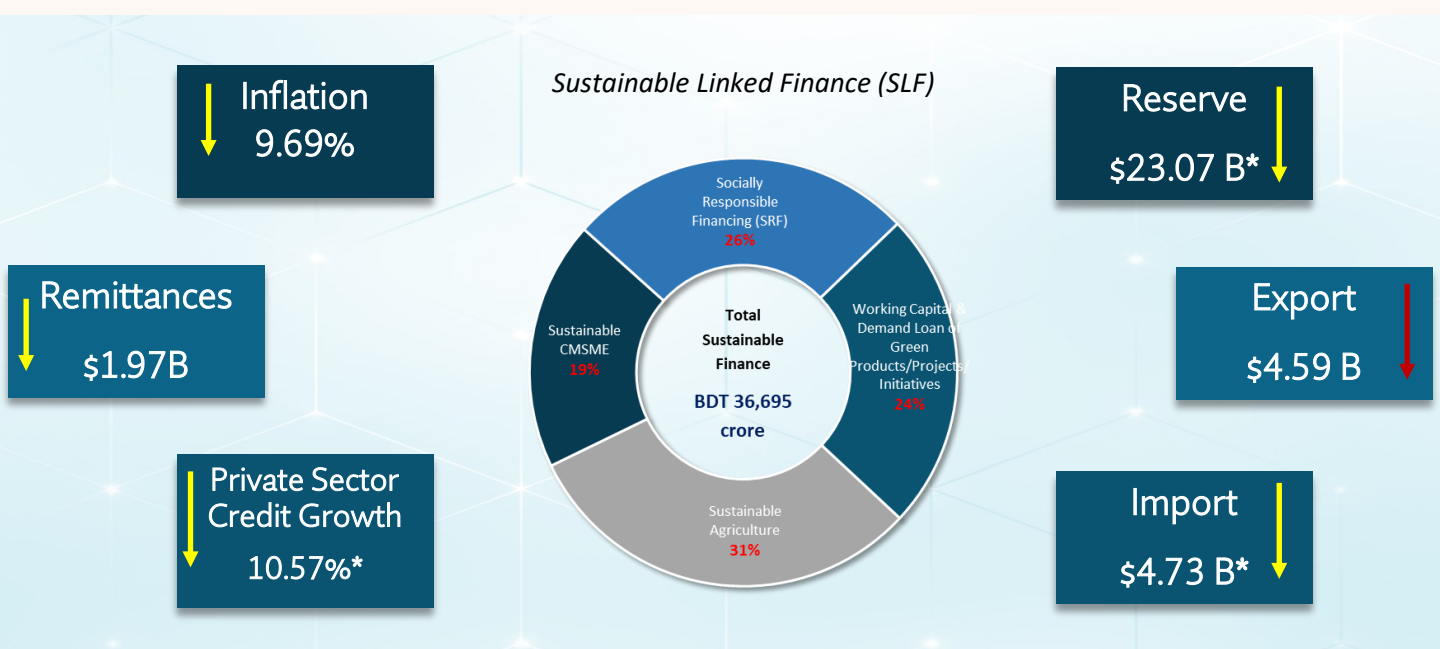 Inflation
9.69%
Remittances
$1.97B
Private Sector
Credit Growth
10.57%*
Sustainable Linked Finance (SLF)
Socially
Responsible
Financing (SRF)
26%
Working Capital &
Demand Loan of
Green
Products/Projects/
Initiatives
24%
Sustainable
Agriculture
31%
Sustainable
CMSME
19%
Total
Sustainable
Finance
BDT 36,695
crore
Reserve
$23.07 B*
Export
$4.59 B
Import
$4.73 B*